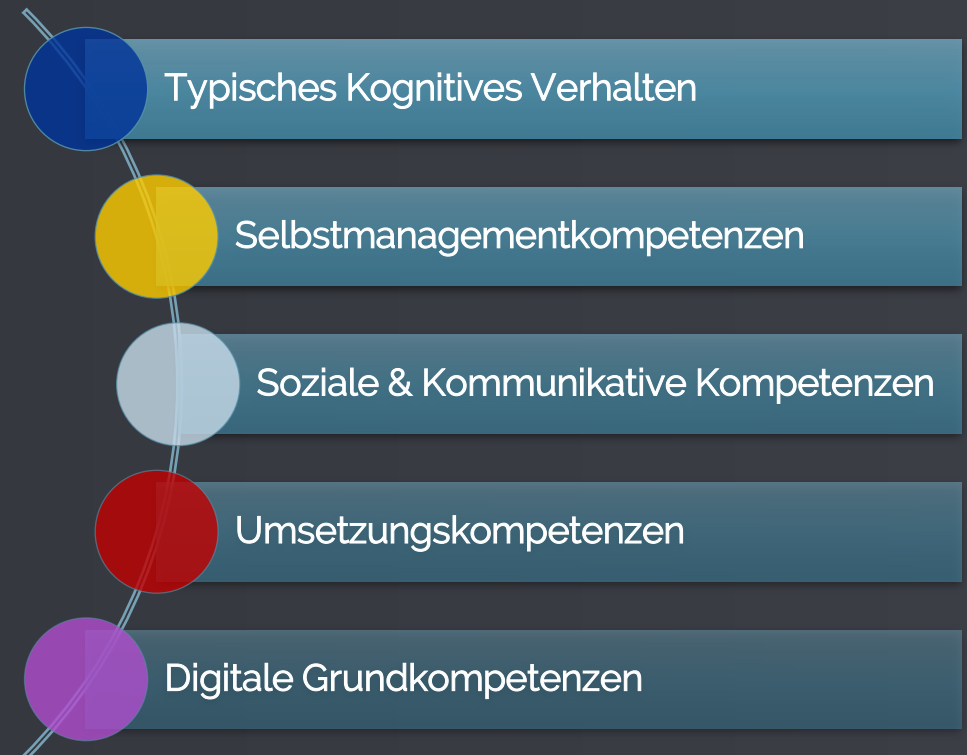 Typisches Kognitives Verhalten
Selbstmanagementkompetenzen
Soziale & Kommunikative Kompetenzen
Umsetzungskompetenzen
Digitale Grundkompetenzen